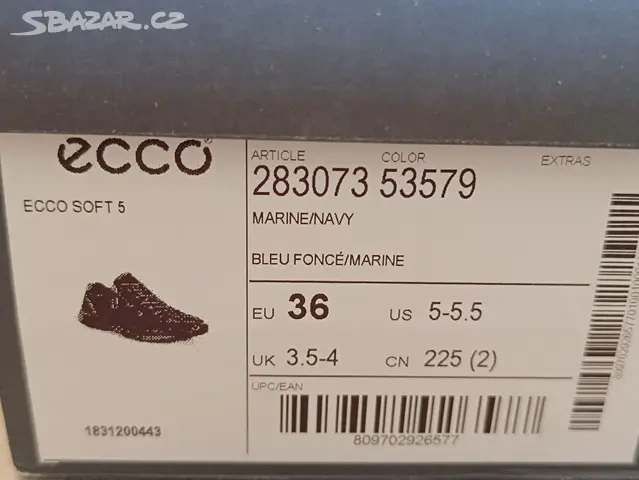 SBAZAR.CZ
ecco®
ECCO SOFT 5
1831200443
ARTICLE COLOR EXTRAS
283073 53579
MARINE/NAVY
BLEU FONCÉ/MARINE
EU 36 US 5-5.5
UK 3.5-4 CN 225 (2)
UPC/EAN
809702926577